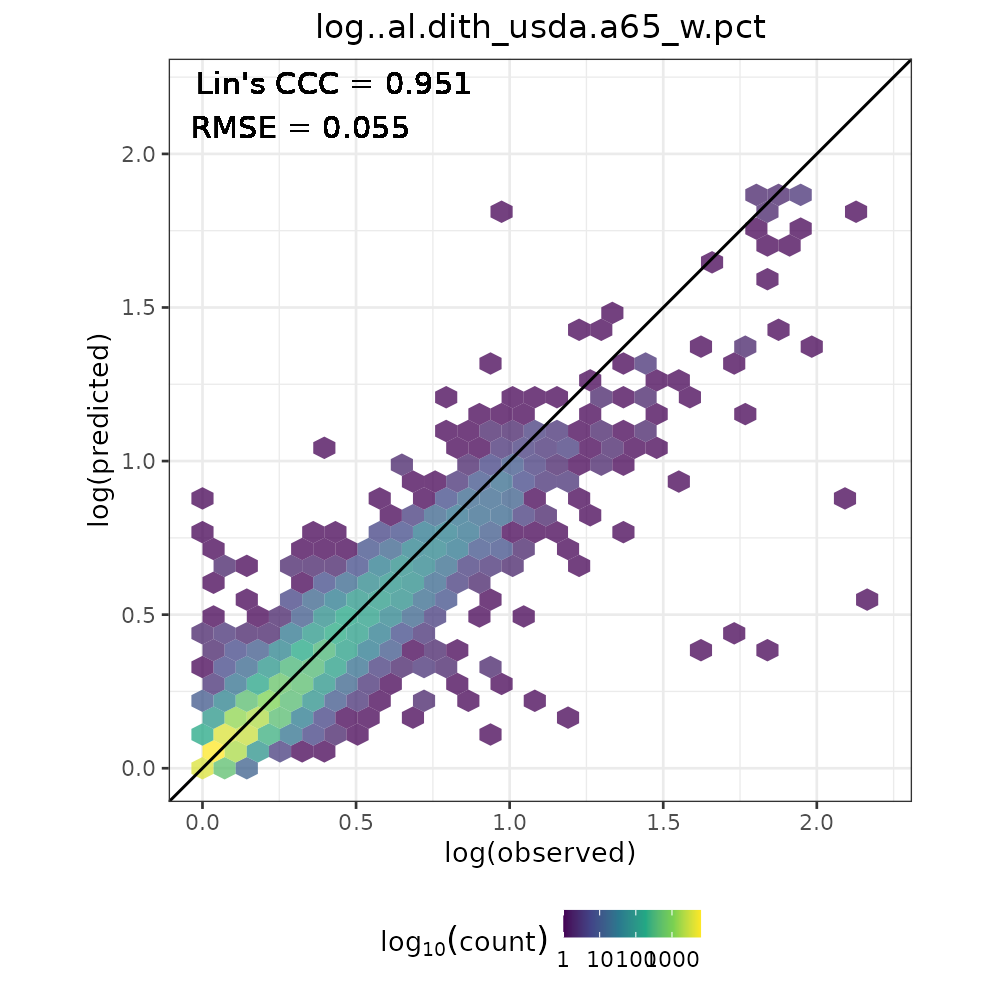 log..al.dith_usda.a65_w.pct
Lin's CCC = 0.951
RMSE = 0.055
log(predicted)
2.0
1.5
1.0
0.5
0.0
0.0 0.5 1.0 1.5 2.0
log(observed)
log10(count)
1 10 100 1000